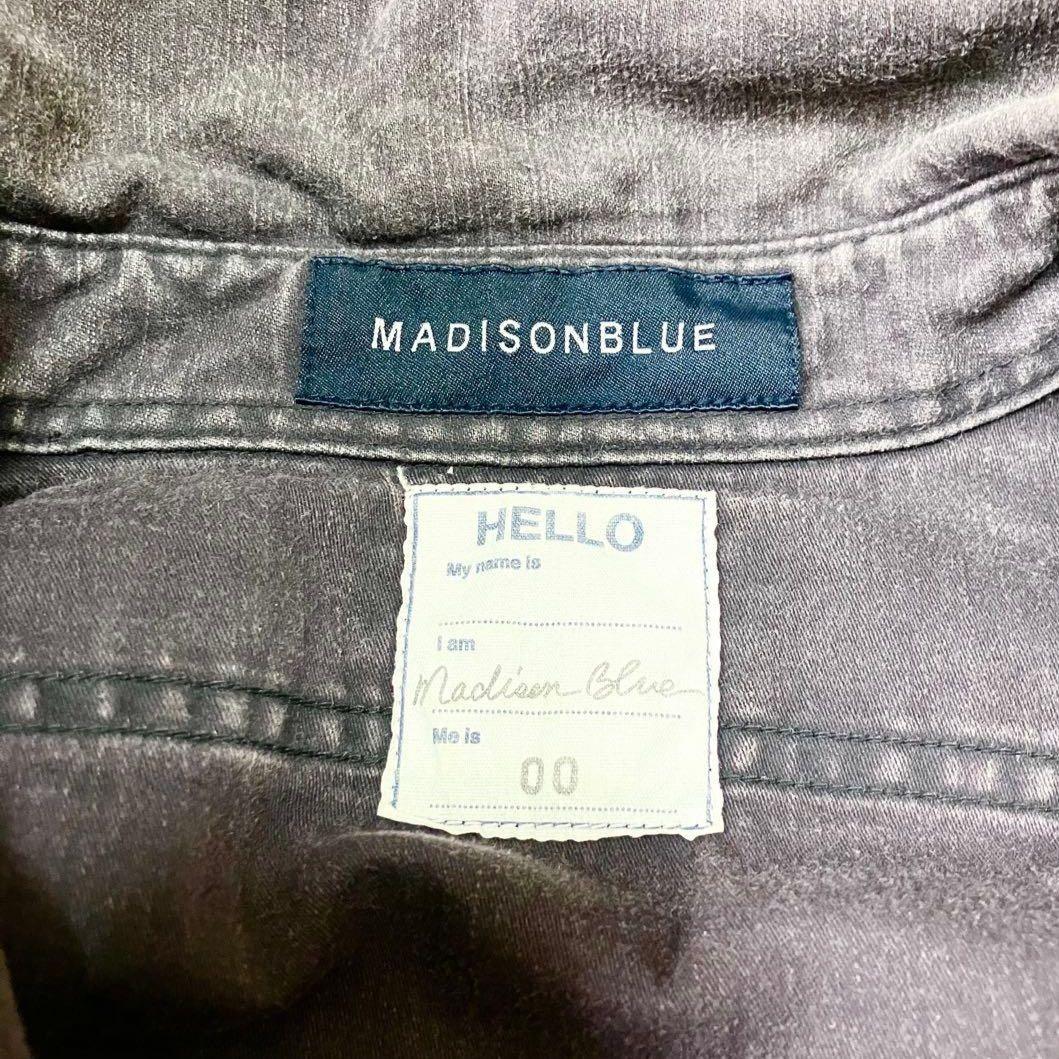 MADISONBLUE
HELLO
My name is
I am
Madison Blue
Me is
00